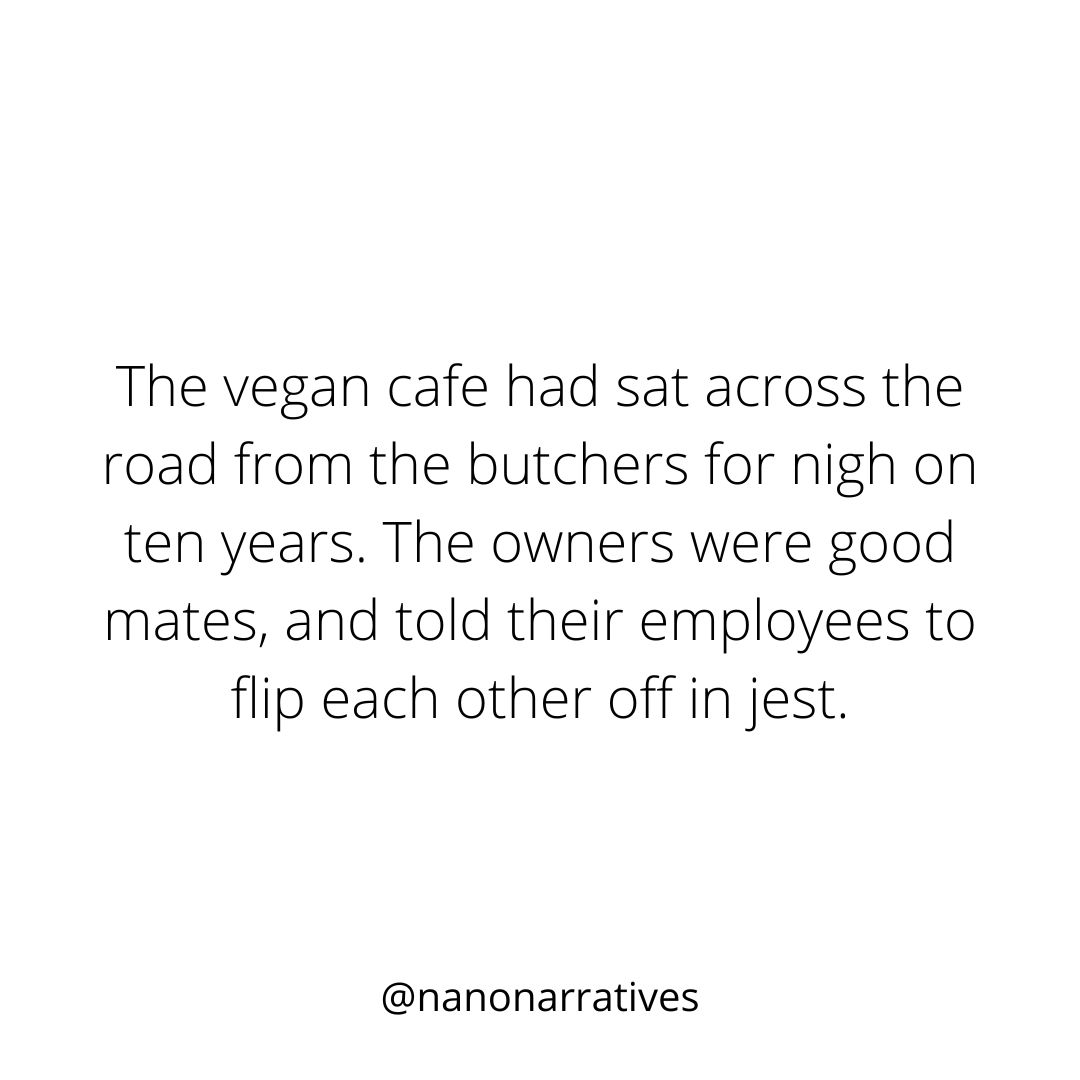 The vegan cafe had sat across the
road from the butchers for nigh on
ten years. The owners were good
mates, and told their employees to
flip each other off in jest.
@nanonarratives